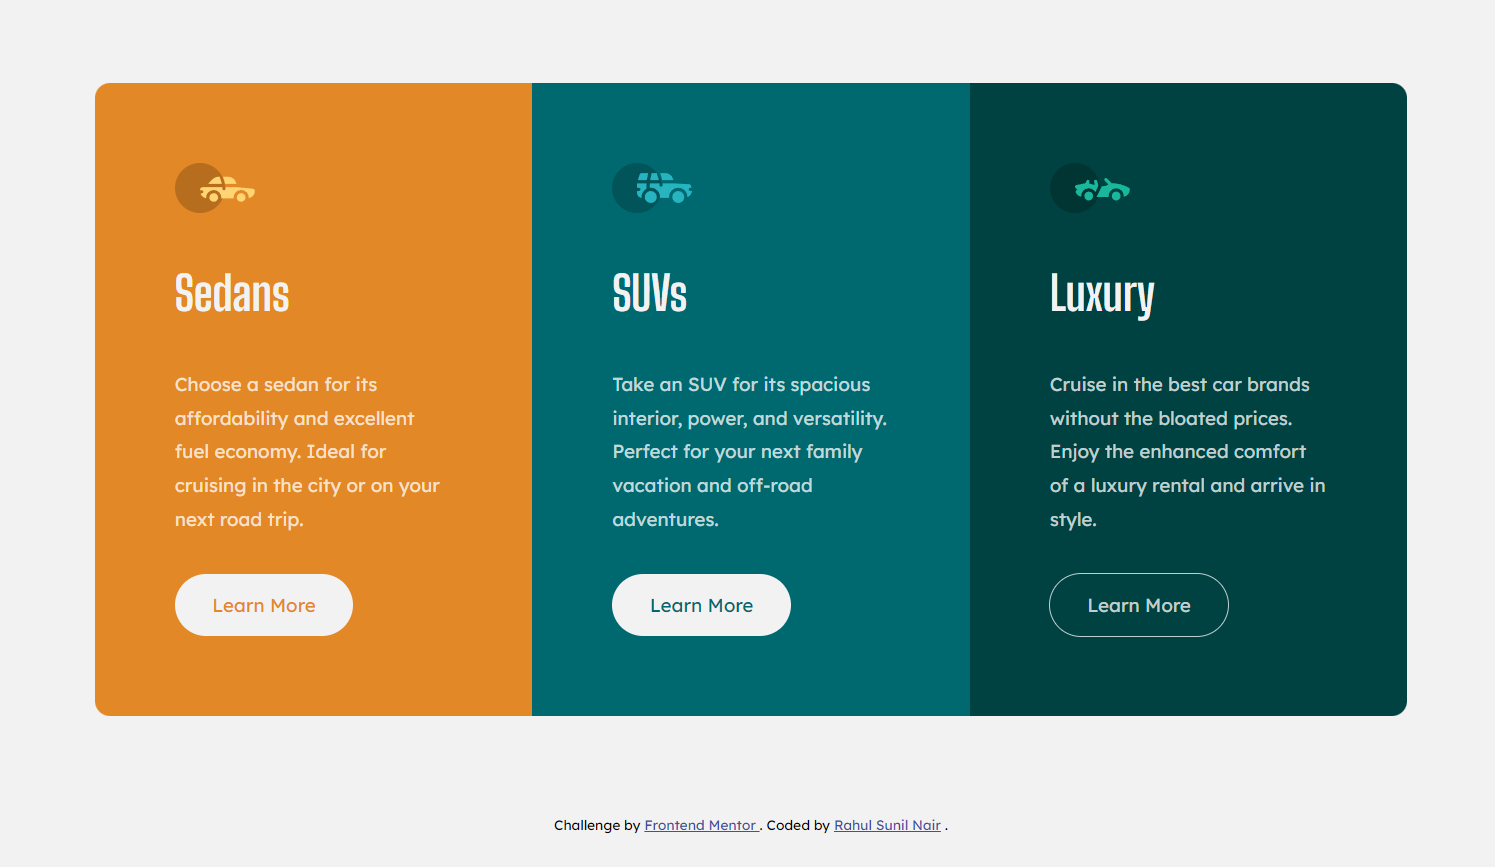 Sedans
Choose a sedan for its
affordability and excellent
fuel economy. Ideal for
cruising in the city or on your
next road trip.
Learn More
SUVs
Take an SUV for its spacious
interior, power, and versatility.
Perfect for your next family
vacation and off-road
adventures.
Learn More
Luxury
Cruise in the best car brands
without the bloated prices.
Enjoy the enhanced comfort
of a luxury rental and arrive in
style.
Learn More
Challenge by Frontend Mentor . Coded by Rahul Sunil Nair .